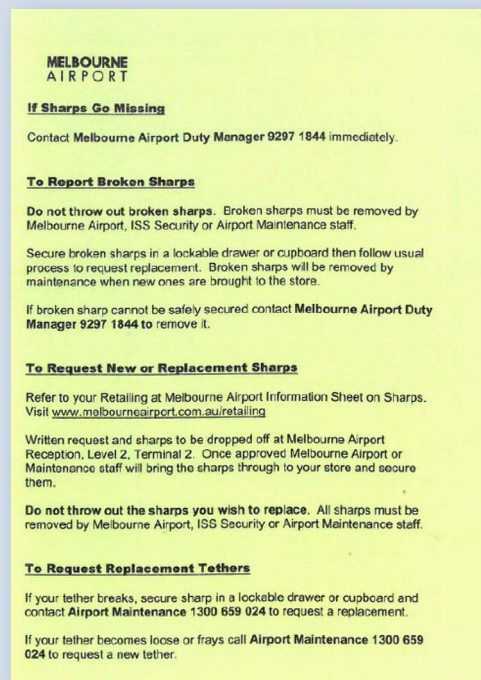 MELBOURNE
AIRPORT
If Sharps Go Missing
Contact Melbourne Airport Duty Manager 9297 1844 immediately.
To Report Broken Sharps
Do not throw out broken sharps. Broken sharps must be removed by
Melbourne Airport, ISS Security or Airport Maintenance staff.
Secure broken sharps in a lockable drawer or cupboard then follow usual
process to request replacement. Broken sharps will be removed by
maintenance when new ones are brought to the store.
If broken sharp cannot be safely secured contact Melbourne Airport Duty
Manager 9297 1844 to remove it.
To Request New or Replacement Sharps
Refer to your Retailing at Melbourne Airport Information Sheet on Sharps.
Visit www.melbourneairport.com.au/retailing
Written request and sharps to be dropped off at Melbourne Airport
Reception, Level 2, Terminal 2. Once approved Melbourne Airport or
Maintenance staff will bring the sharps through to your store and secure
them.
Do not throw out the sharps you wish to replace. All sharps must be
removed by Melbourne Airport, ISS Security or Airport Maintenance staff.
To Request Replacement Tethers
If your tether breaks, secure sharp in a lockable drawer or cupboard and
contact Airport Maintenance 1300 659 024 to request a replacement.
If your tether becomes loose or frays call Airport Maintenance 1300 659
024 to request a new tether.